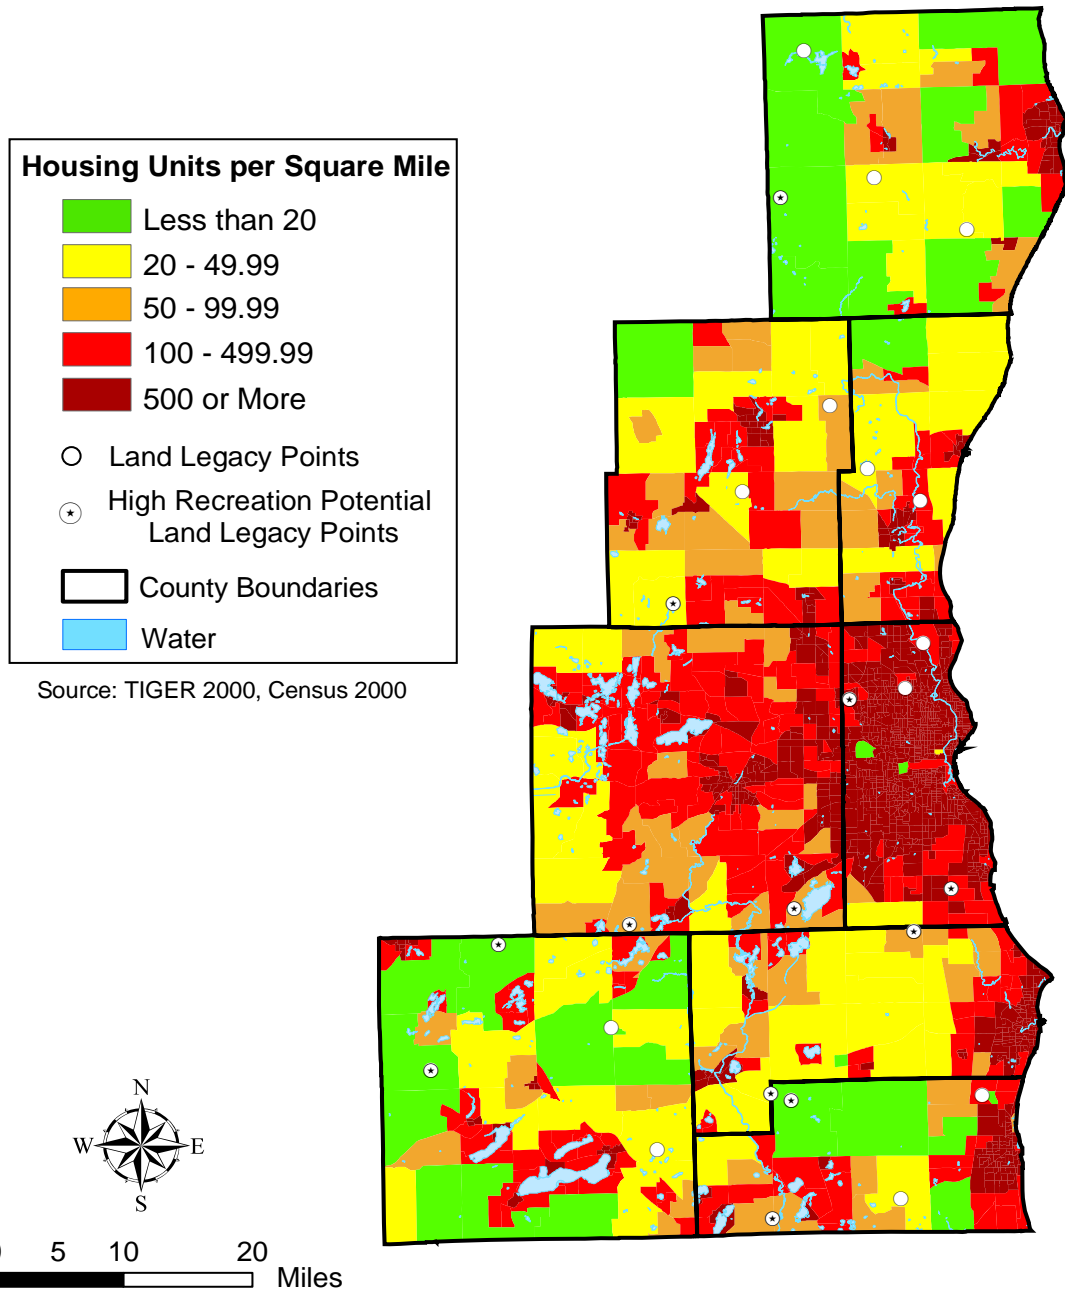 Housing Units per Square Mile
Less than 20
20 - 49.99
50 - 99.99
100 - 499.99
500 or More
Land Legacy Points
High Recreation Potential
Land Legacy Points
County Boundaries
Water
Source: TIGER 2000, Census 2000
N
W E
S
5 10 20
Miles